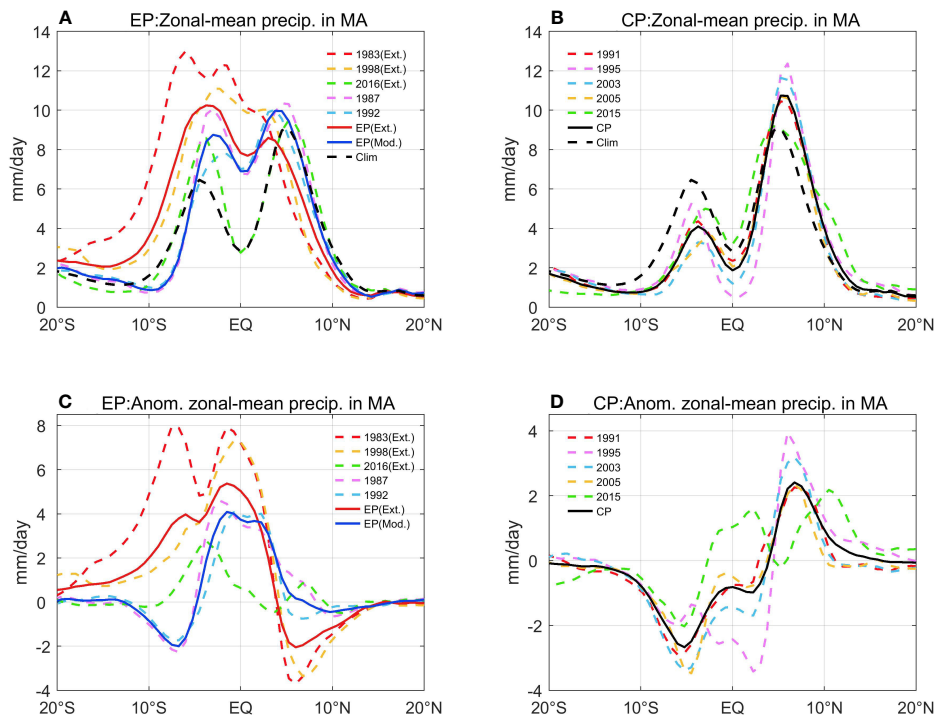 A EP:Zonal-mean precip. in MA
14
12
10
8
6
4
2
0
mm/day
20°S 10°S EQ 10°N 20°N
1983(Ext.)
1998(Ext.)
2016(Ext.)
1987
1992
EP(Ext.)
EP(Mod.)
Clim
B CP:Zonal-mean precip. in MA
14
12
10
8
6
4
2
0
mm/day
20°S 10°S EQ 10°N 20°N
1991
1995
2003
2005
2015
CP
Clim
C EP:Anom. zonal-mean precip. in MA
8
6
4
2
0
-2
-4
mm/day
20°S 10°S EQ 10°N 20°N
1983(Ext.)
1998(Ext.)
2016(Ext.)
1987
1992
EP(Ext.)
EP(Mod.)
D CP:Anom. zonal-mean precip. in MA
4
2
0
-2
-4
mm/day
20°S 10°S EQ 10°N 20°N
1991
1995
2003
2005
2015
CP